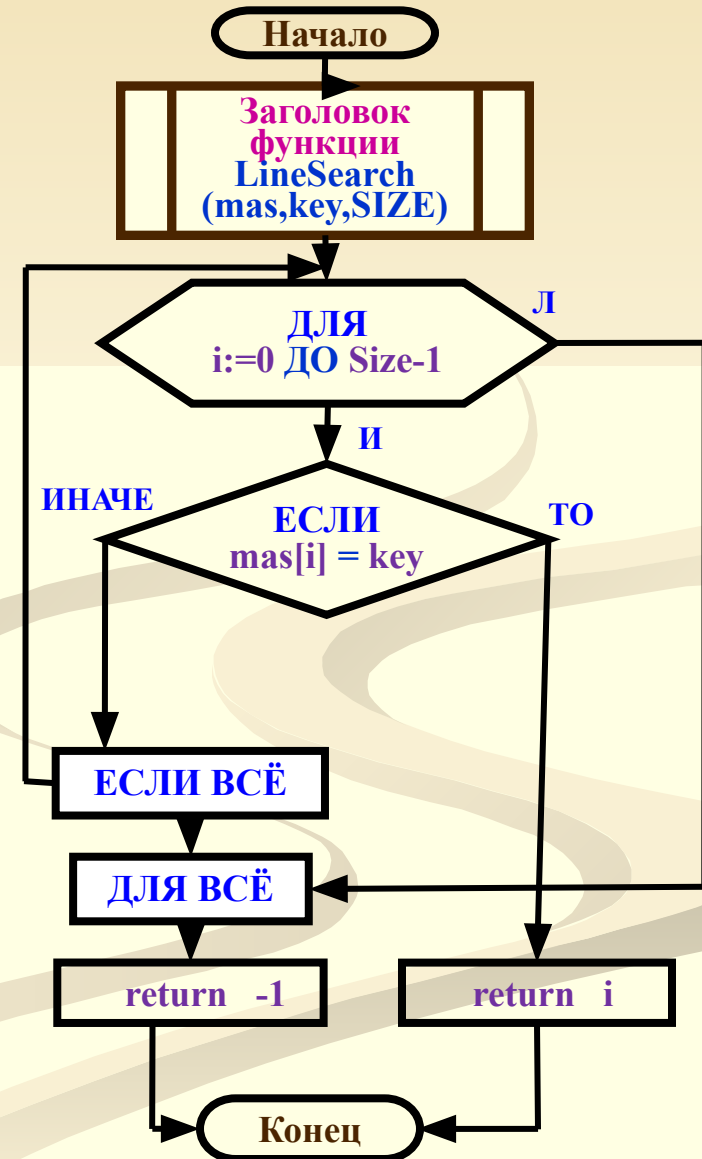 Начало
Заголовок
функции
LineSearch
(mas,key,SIZE)
Л
ДЛЯ
i:=0 ДО Size-1
И
ИНАЧЕ
ТО
ЕСЛИ
mas[i] = key
ЕСЛИ ВСЁ
ДЛЯ ВСЁ
return -1
return i
Конец